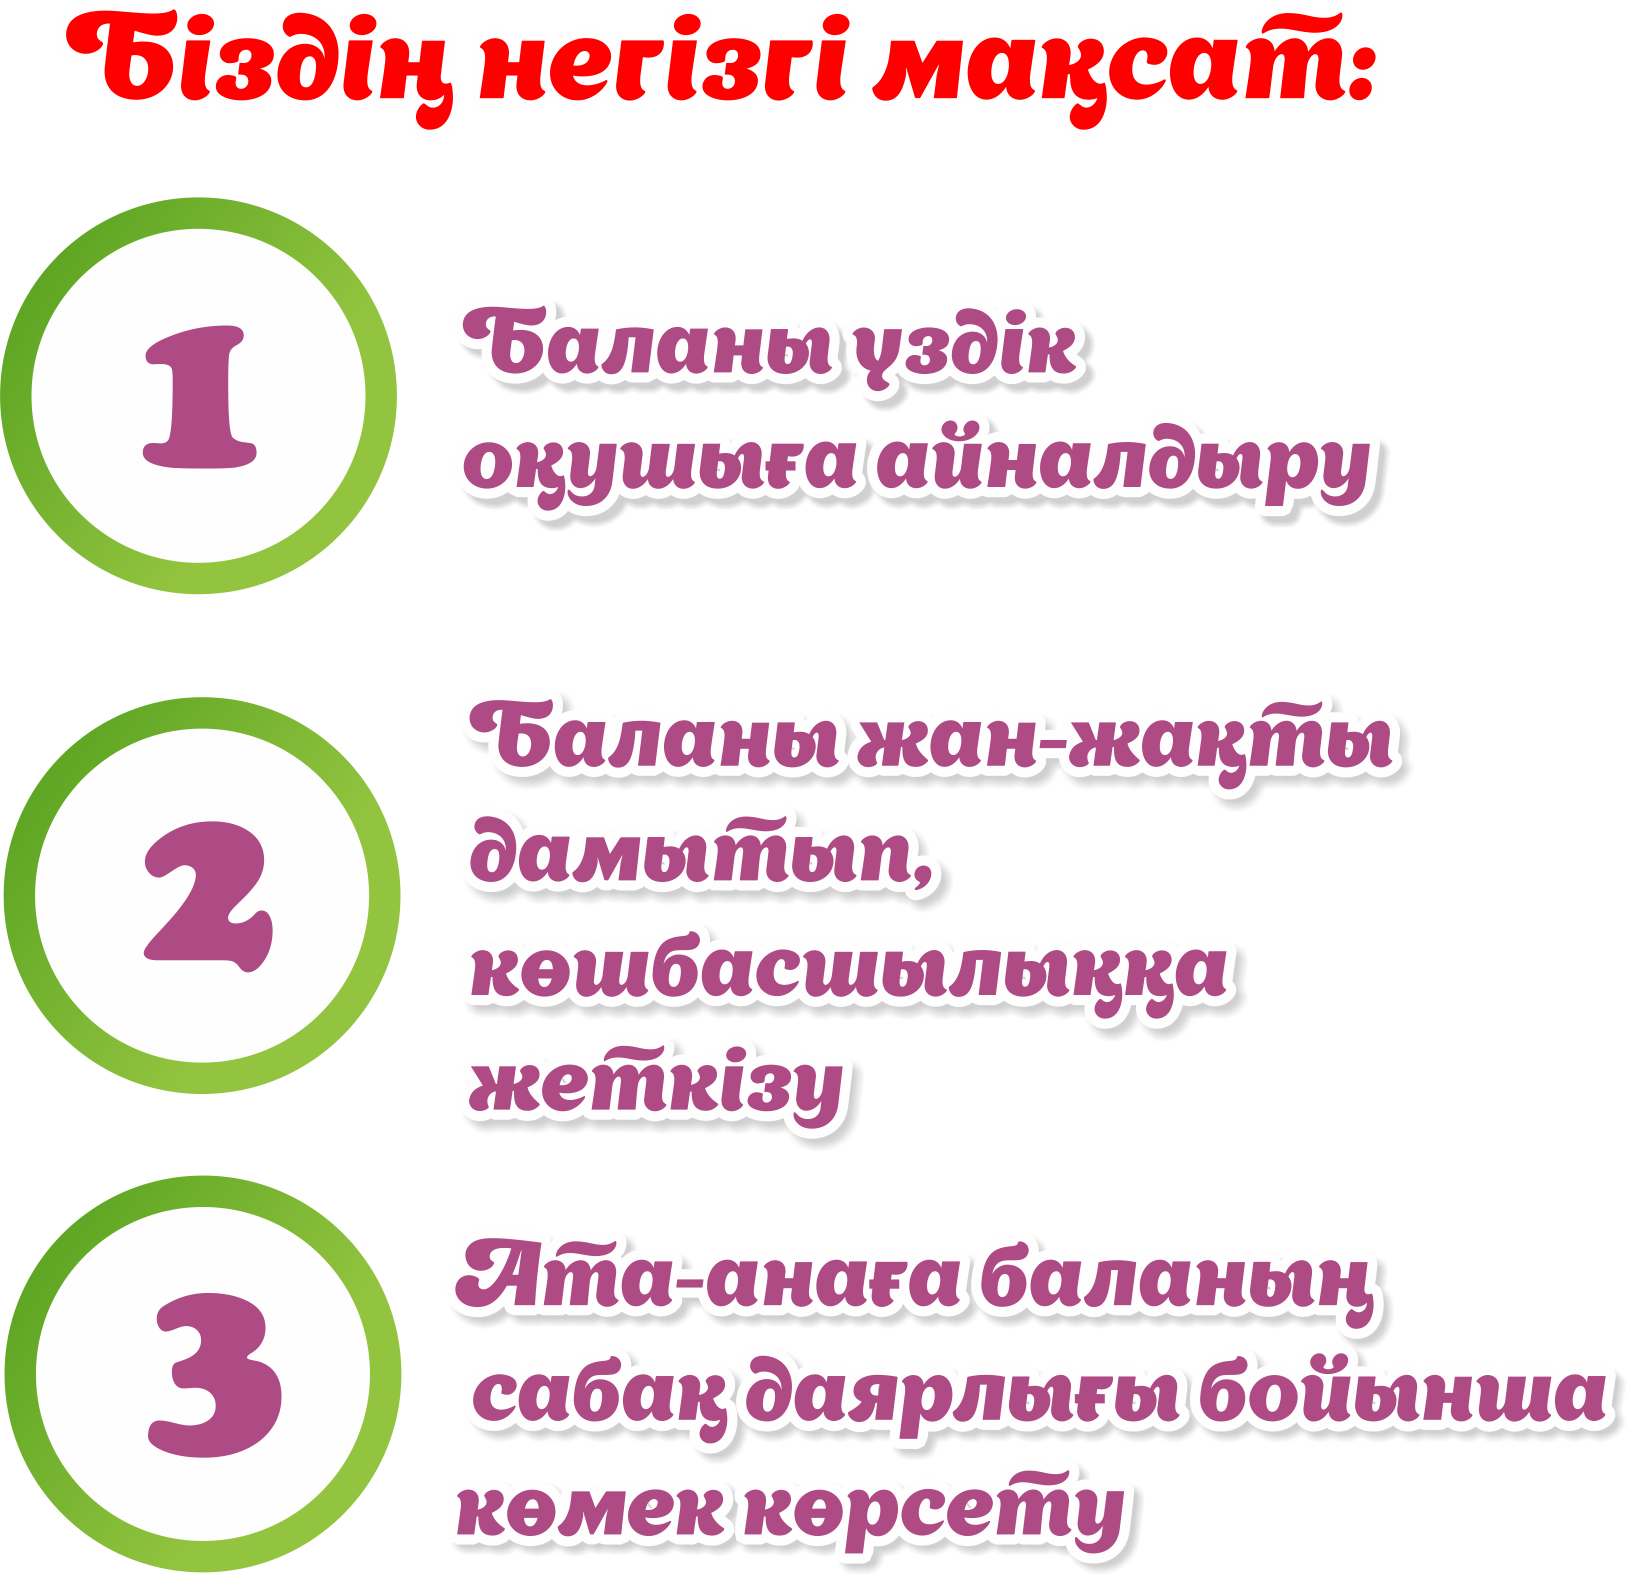 Біздің негізгі мақсат:
1
Баланы үздік
оқушыға айналдыру
2
Баланы жан-жақты
дамытып,
көшбасшылыққа
жеткізу
3
Ата-анаға баланың
сабақ даярлығы бойынша
көмек көрсету